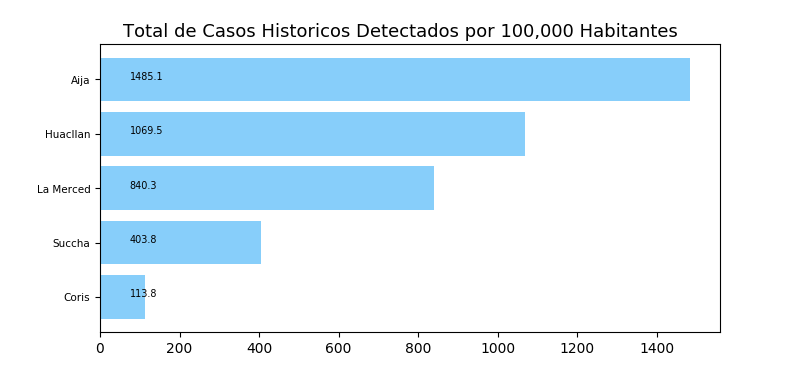 Total de Casos Historicos Detectados por 100,000 Habitantes
Aija 1485.1
Huacllan 1069.5
La Merced 840.3
Succha 403.8
Coris 113.8
0 200 400 600 800 1000 1200 1400